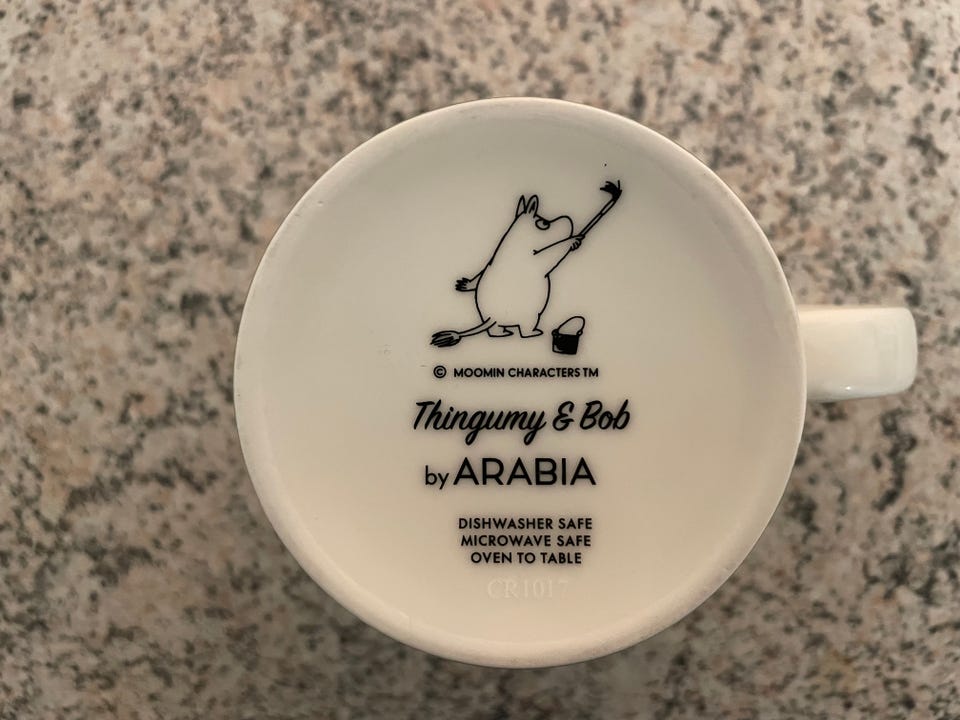 © MOOMIN CHARACTERS TM
Thingumy & Bob
by ARABIA
DISHWASHER SAFE
MICROWAVE SAFE
OVEN TO TABLE
CR1017